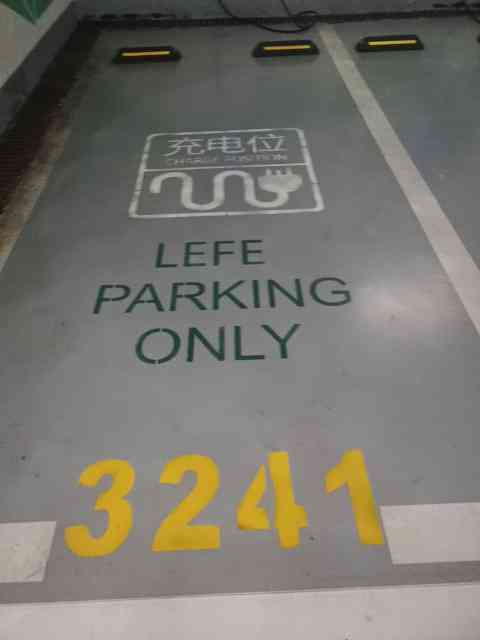 充电位
CHARGE POSITION
LEFE
PARKING
ONLY
3241